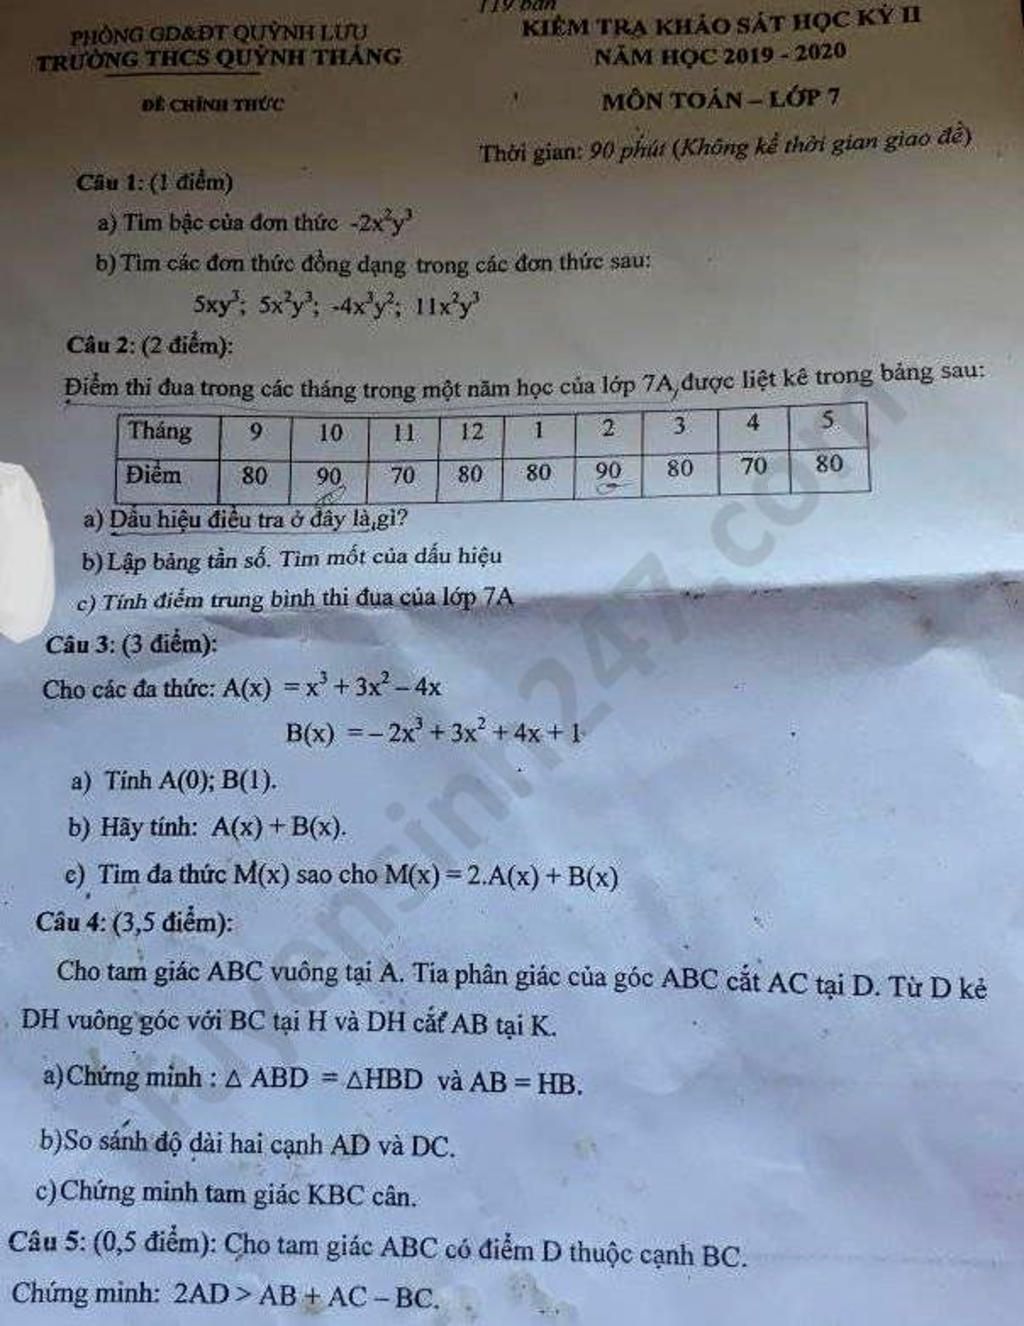 119 bản
PHÒNG GD&ĐT QUỲNH LƯU
TRƯỜNG THCS QUỲNH THẮNG
ĐỀ CHÍNH THỨC
KIỂM TRA KHẢO SÁT HỌC KỲ II
NĂM HỌC 2019 - 2020
MÔN TOÁN – LỚP 7
Thời gian: 90 phút (Không kể thời gian giao đề)
Câu 1: (1 điểm)
a) Tìm bậc của đơn thức -2x²y³
b) Tìm các đơn thức đồng dạng trong các đơn thức sau:
5xy³; 5x²y³; -4x³y²; 11x²y³
Câu 2: (2 điểm):
Điểm thi đua trong các tháng trong một năm học của lớp 7A được liệt kê trong bảng sau:
Tháng 9 10 11 12 1 2 3 4 5
Điểm 80 90 70 80 80 90 80 70 80
a) Dấu hiệu điều tra ở đây là gì?
b) Lập bảng tần số. Tìm mốt của dấu hiệu
c) Tính điểm trung bình thi đua của lớp 7A
Câu 3: (3 điểm):
Cho các đa thức: A(x) = x³ + 3x² – 4x
B(x) = – 2x³ + 3x² + 4x + 1
a) Tính A(0); B(1).
b) Hãy tính: A(x) + B(x).
c) Tìm đa thức M(x) sao cho M(x) = 2.A(x) + B(x)
Câu 4: (3,5 điểm):
Cho tam giác ABC vuông tại A. Tia phân giác của góc ABC cắt AC tại D. Từ D kẻ
DH vuông góc với BC tại H và DH cắt AB tại K.
a) Chứng minh : △ ABD = △HBD và AB = HB.
b) So sánh độ dài hai cạnh AD và DC.
c) Chứng minh tam giác KBC cân.
Câu 5: (0,5 điểm): Cho tam giác ABC có điểm D thuộc cạnh BC.
Chứng minh: 2AD > AB + AC – BC.
Tuyensinh247.com